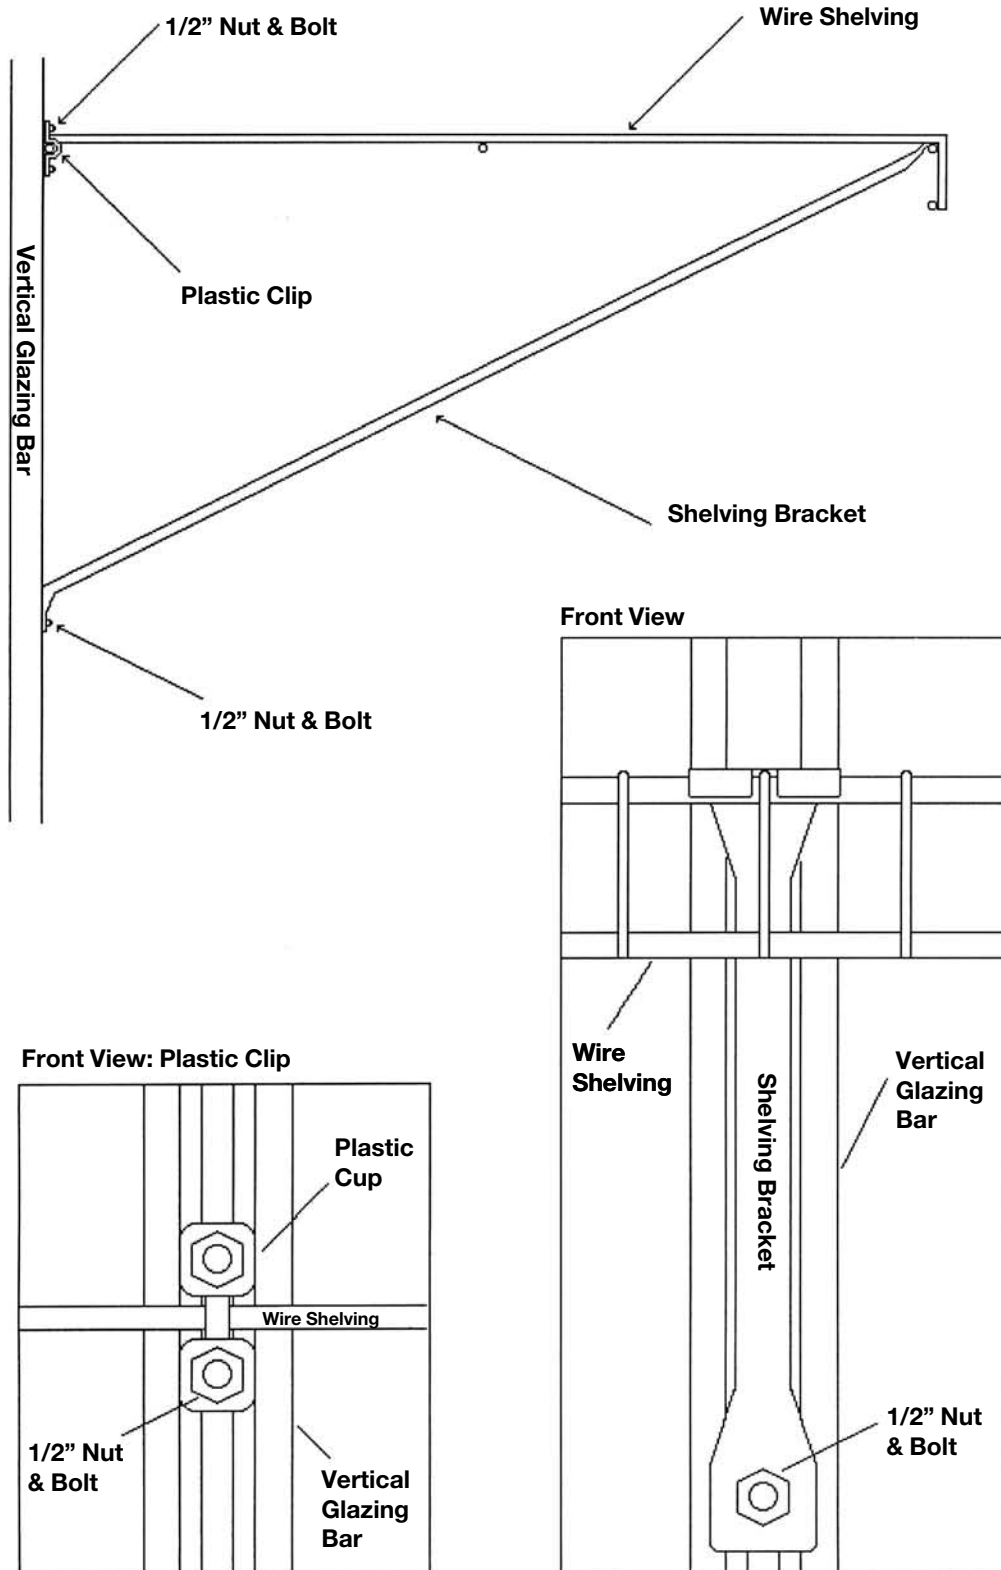 1/2” Nut & Bolt
Wire Shelving
Vertical Glazing Bar
Plastic Clip
Shelving Bracket
1/2” Nut & Bolt
Front View
Wire
Shelving
Shelving Bracket
Vertical
Glazing
Bar
1/2” Nut
& Bolt
Front View: Plastic Clip
Plastic
Cup
Wire Shelving
1/2” Nut
& Bolt
Vertical
Glazing
Bar